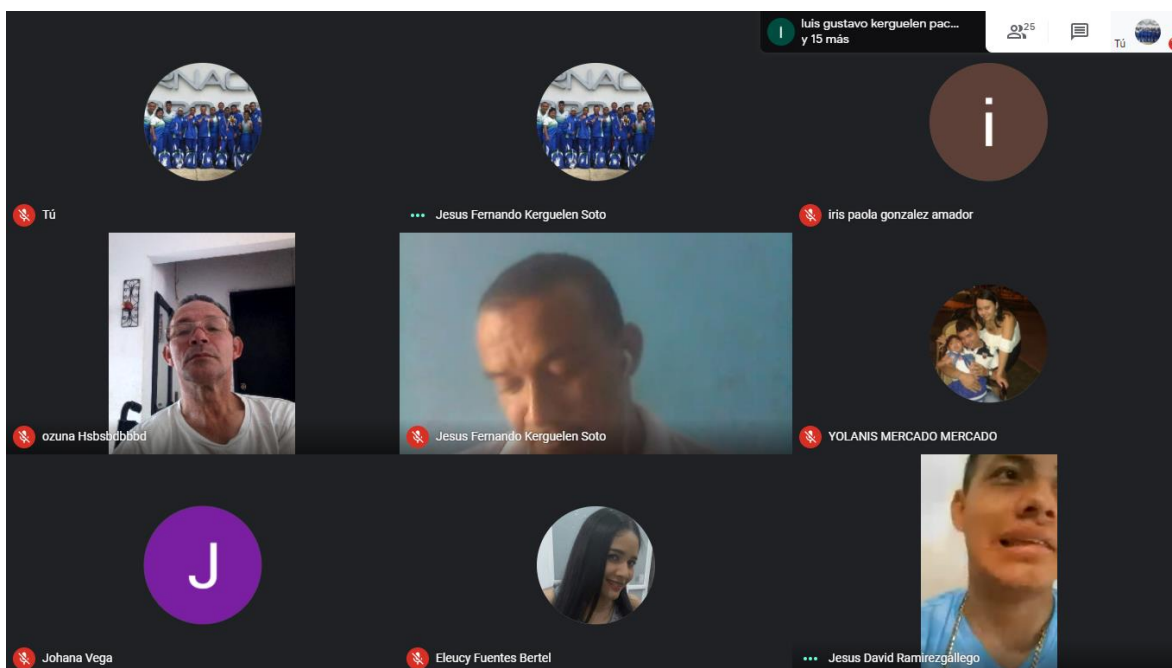 luis gustavo kerguelen pac...
y 15 más
25
Tú
RNAC
Tú
Jesus Fernando Kerguelen Soto
i
iris paola gonzalez amador
ozuna Hsbsbdbbbd
Jesus Fernando Kerguelen Soto
YOLANIS MERCADO MERCADO
J
Johana Vega
Eleucy Fuentes Bertel
Jesus David Ramirezgallego